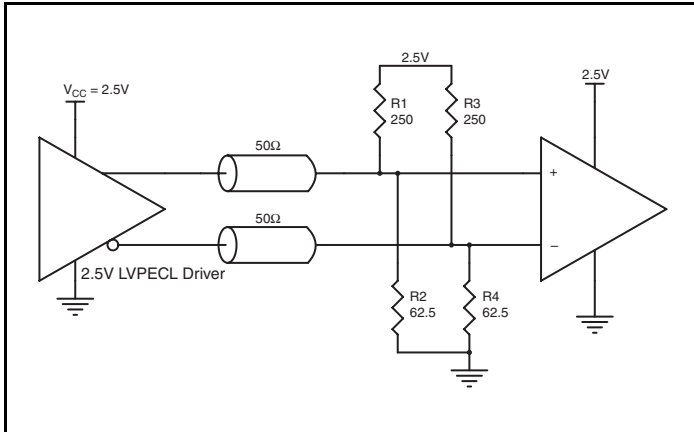 2.5V
V_CC = 2.5V
2.5V
R1
250
R3
250
50Ω
+
50Ω
−
2.5V LVPECL Driver
R2
62.5
R4
62.5